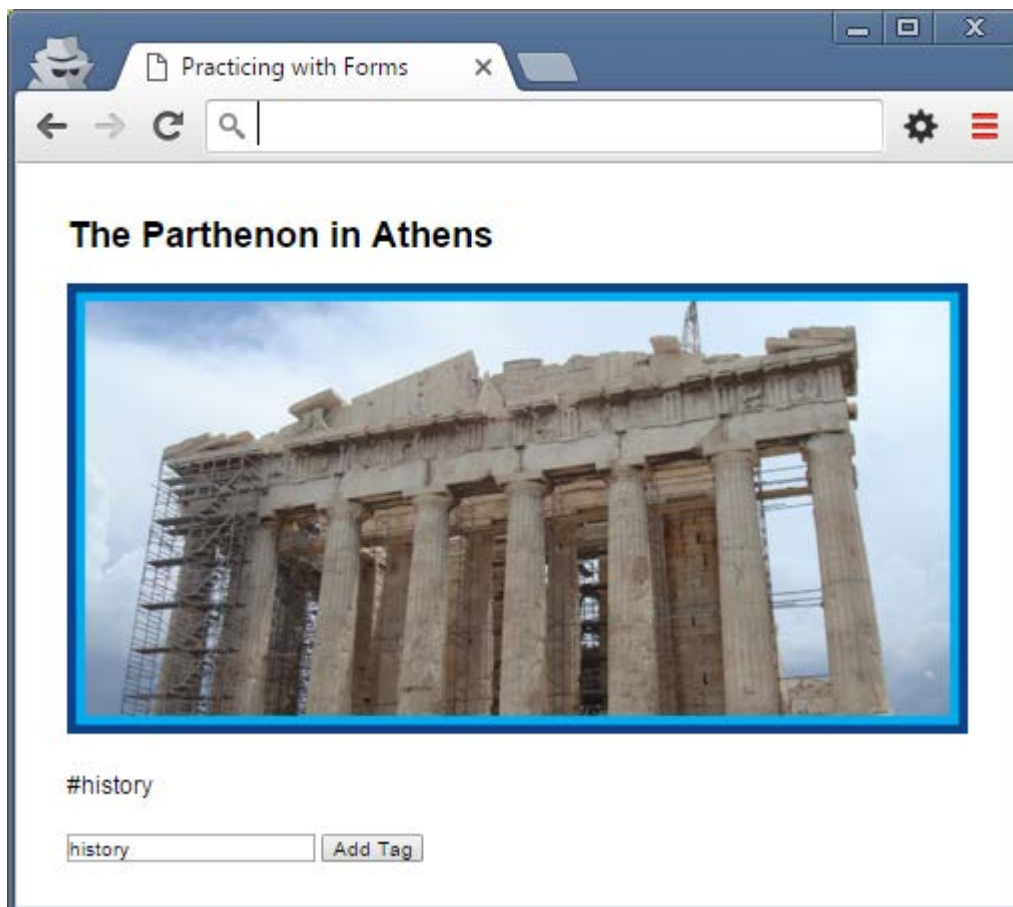 Practicing with Forms
The Parthenon in Athens
#history
history Add Tag